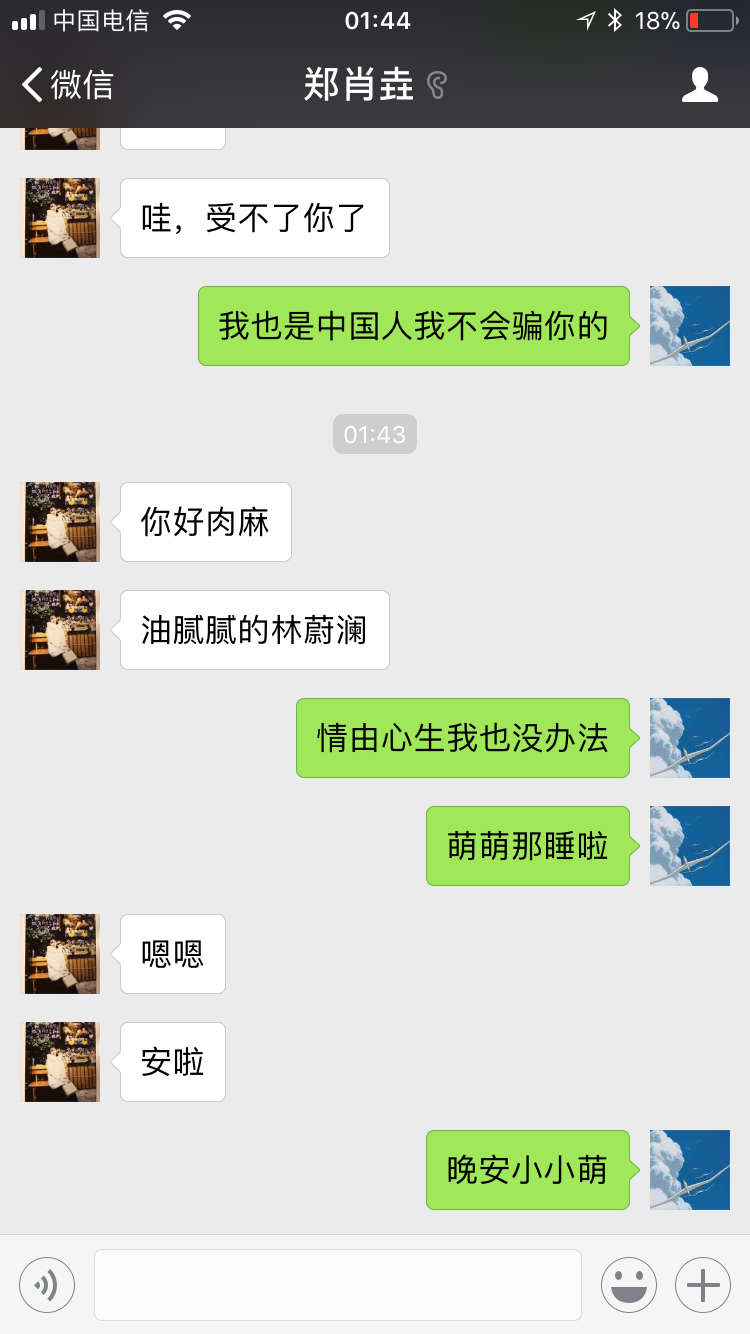 中国电信 01:44 18%
微信 郑肖垚
哇，受不了你了
我也是中国人我不会骗你的
01:43
你好肉麻
油腻腻的林蔚澜
情由心生我也没办法
萌萌那睡啦
嗯嗯
安啦
晚安小小萌